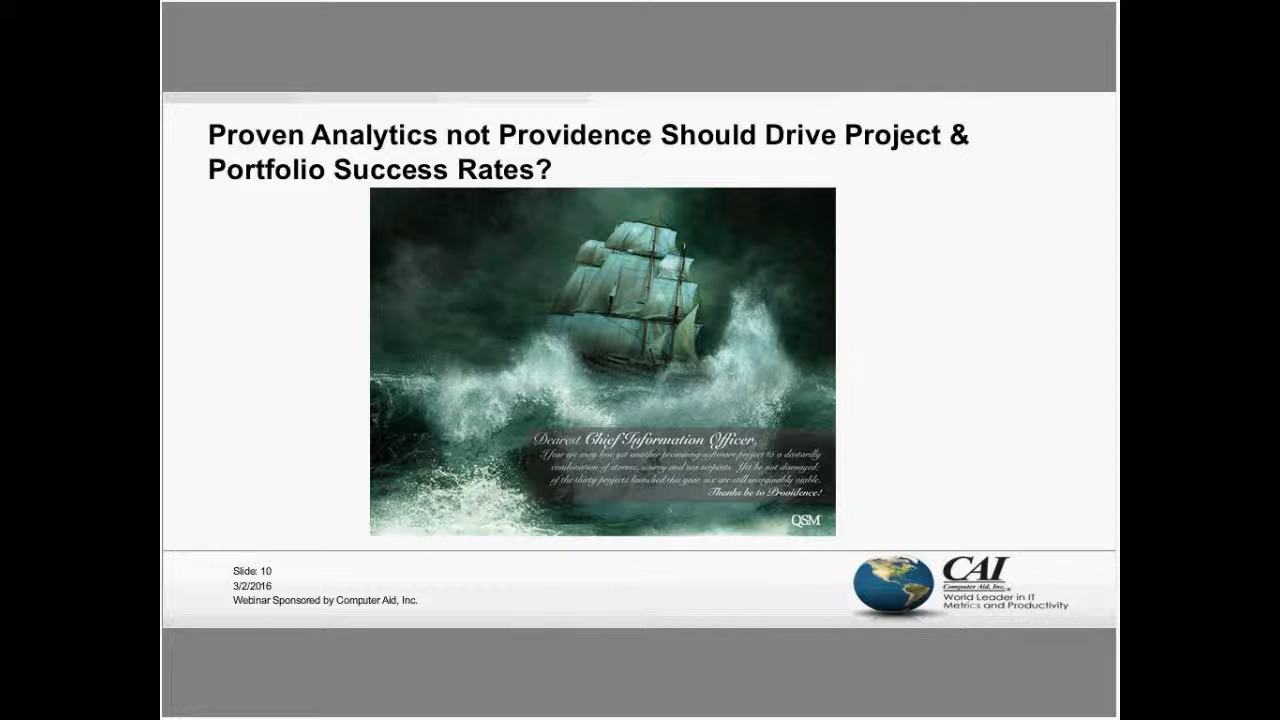 Proven Analytics not Providence Should Drive Project &
Portfolio Success Rates?
Dearest Chief Information Officer,
I fear we may lose yet another promising software project to a dastardly
combination of storms, scurvy and sea serpents. Yet be not dismayed;
of the thirty projects launched this year, six are still marginably viable.
Thanks be to Providence!
QSM
Slide: 10
3/2/2016
Webinar Sponsored by Computer Aid, Inc.
CAI
Computer Aid, Inc.
World Leader in IT
Metrics and Productivity